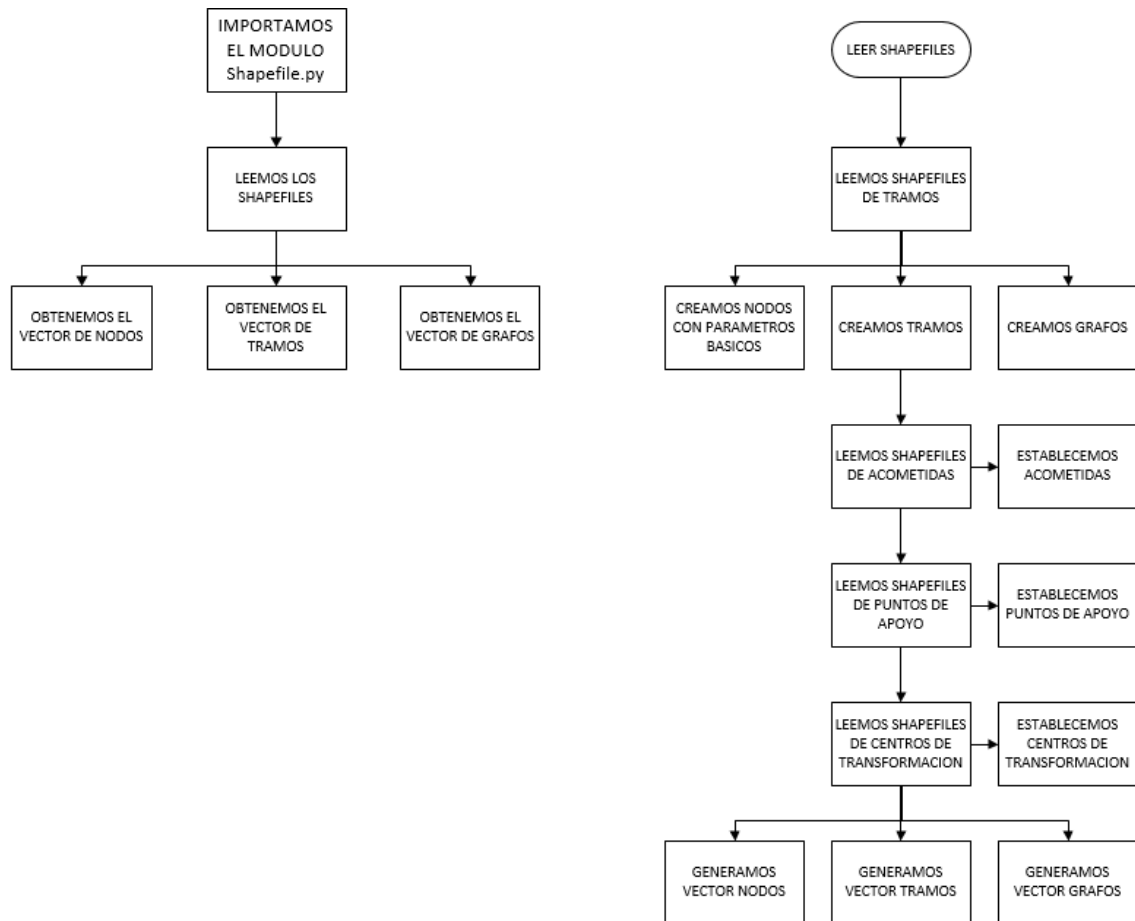 IMPORTAMOS
EL MODULO
Shapefile.py
LEEMOS LOS
SHAPEFILES
OBTENEMOS EL
VECTOR DE NODOS
OBTENEMOS EL
VECTOR DE
TRAMOS
OBTENEMOS EL
VECTOR DE GRAFOS
LEER SHAPEFILES
LEEMOS SHAPEFILES
DE TRAMOS
CREAMOS NODOS
CON PARAMETROS
BASICOS
CREAMOS TRAMOS
CREAMOS GRAFOS
LEEMOS SHAPEFILES
DE ACOMETIDAS
ESTABLECEMOS
ACOMETIDAS
LEEMOS SHAPEFILES
DE PUNTOS DE
APOYO
ESTABLECEMOS
PUNTOS DE APOYO
LEEMOS SHAPEFILES
DE CENTROS DE
TRANSFORMACION
ESTABLECEMOS
CENTROS DE
TRANSFORMACION
GENERAMOS
VECTOR NODOS
GENERAMOS
VECTOR TRAMOS
GENERAMOS
VECTOR GRAFOS